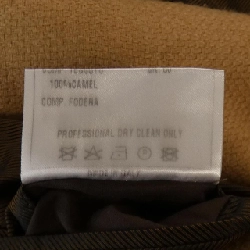 100%CAMEL
COMP. FODERA
PROFESSIONAL DRY CLEAN ONLY
MADE IN ITALY